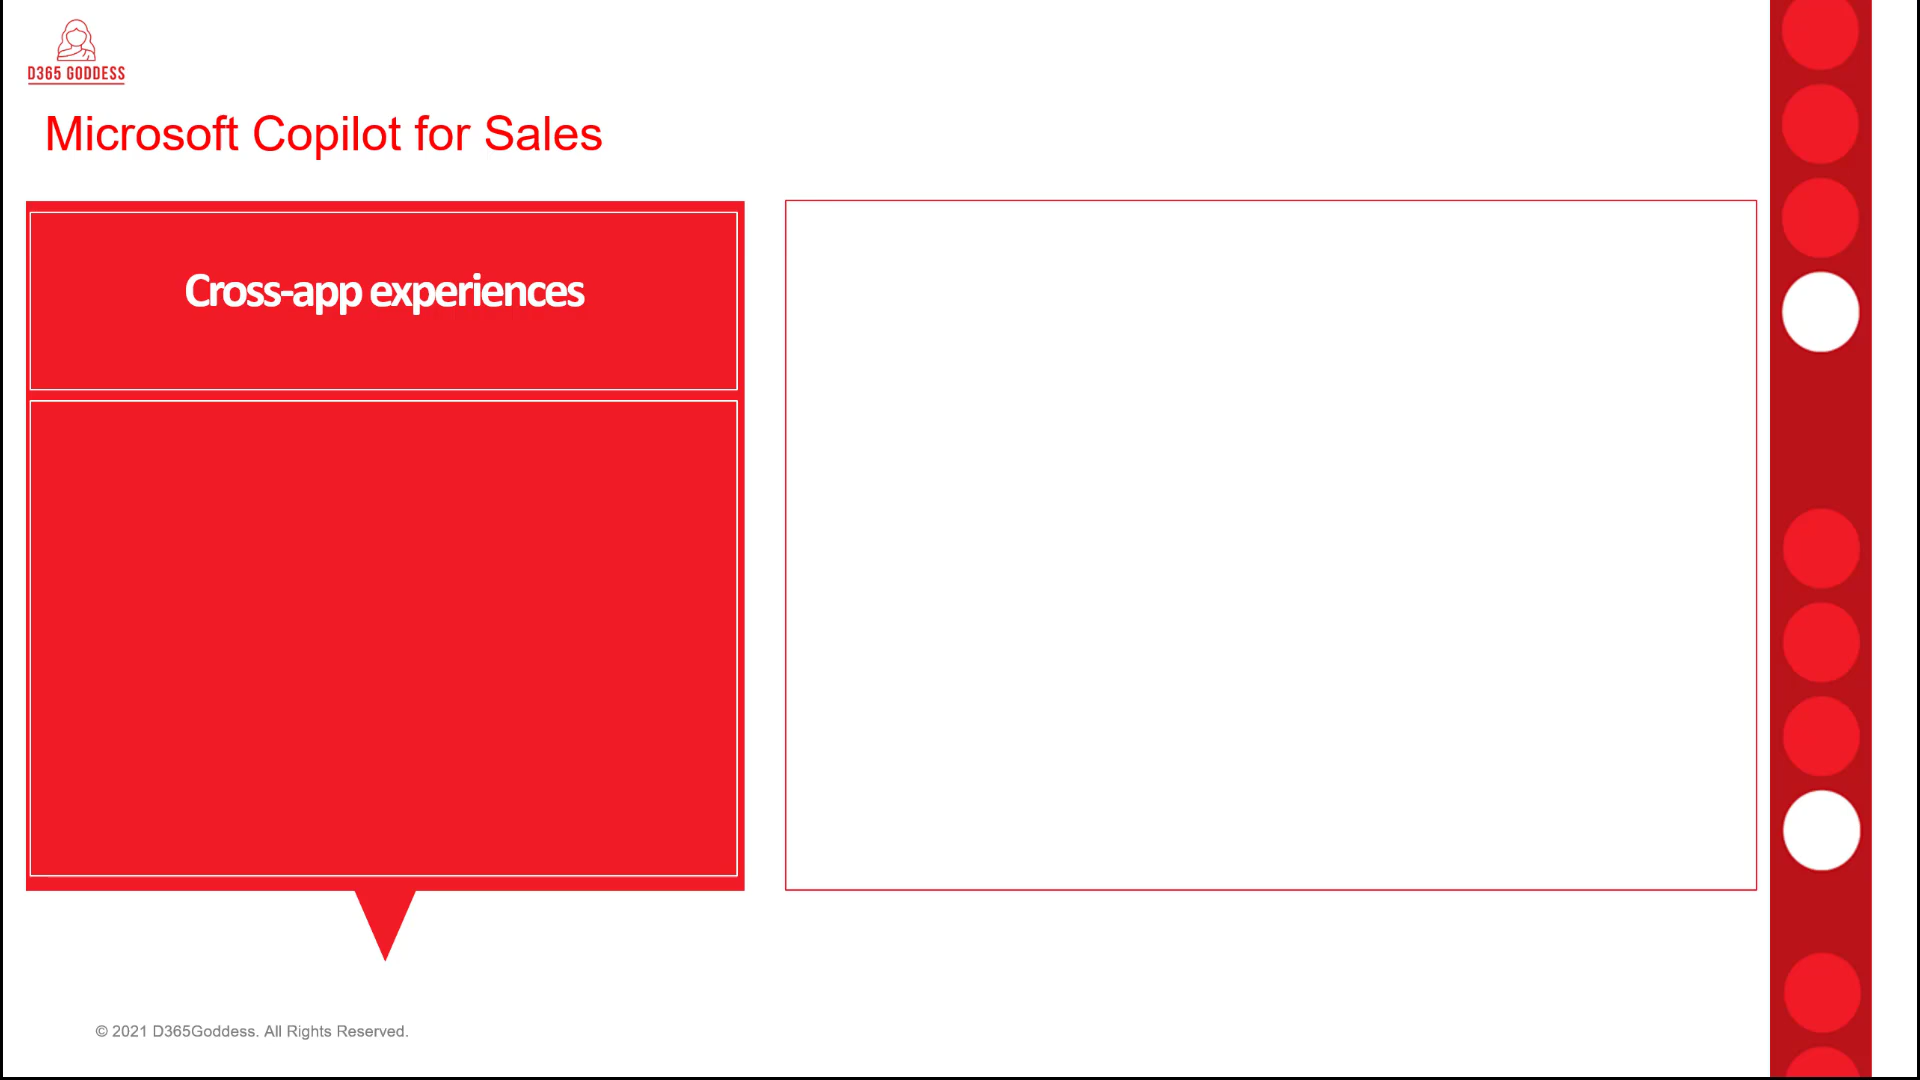 D365 GODDESS
Microsoft Copilot for Sales
Cross-app experiences
© 2021 D365Goddess. All Rights Reserved.